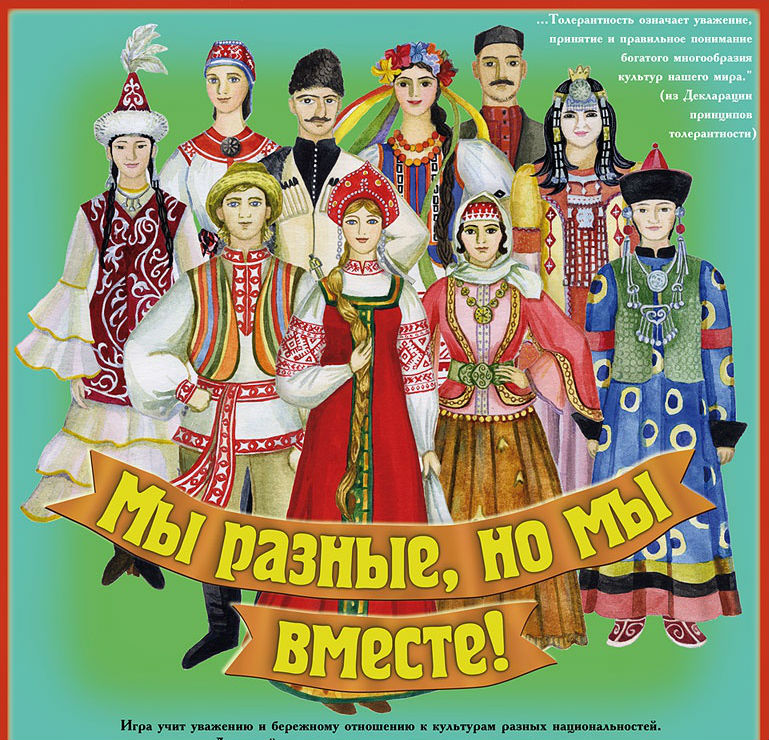 ...Толерантность означает уважение,
принятие и правильное понимание
богатого многообразия
культур нашего мира."
(из Декларации
принципов
толерантности)
Мы разные, но мы
вместе!
Игра учит уважению и бережному отношению к культурам разных национальностей.